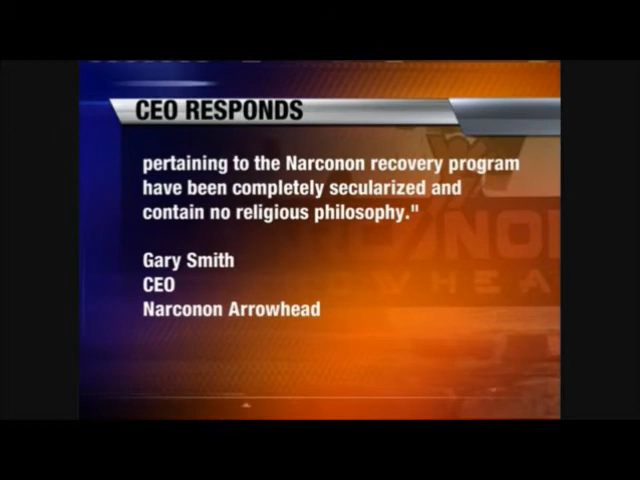 CEO RESPONDS
pertaining to the Narconon recovery program
have been completely secularized and
contain no religious philosophy."
Gary Smith
CEO
Narconon Arrowhead